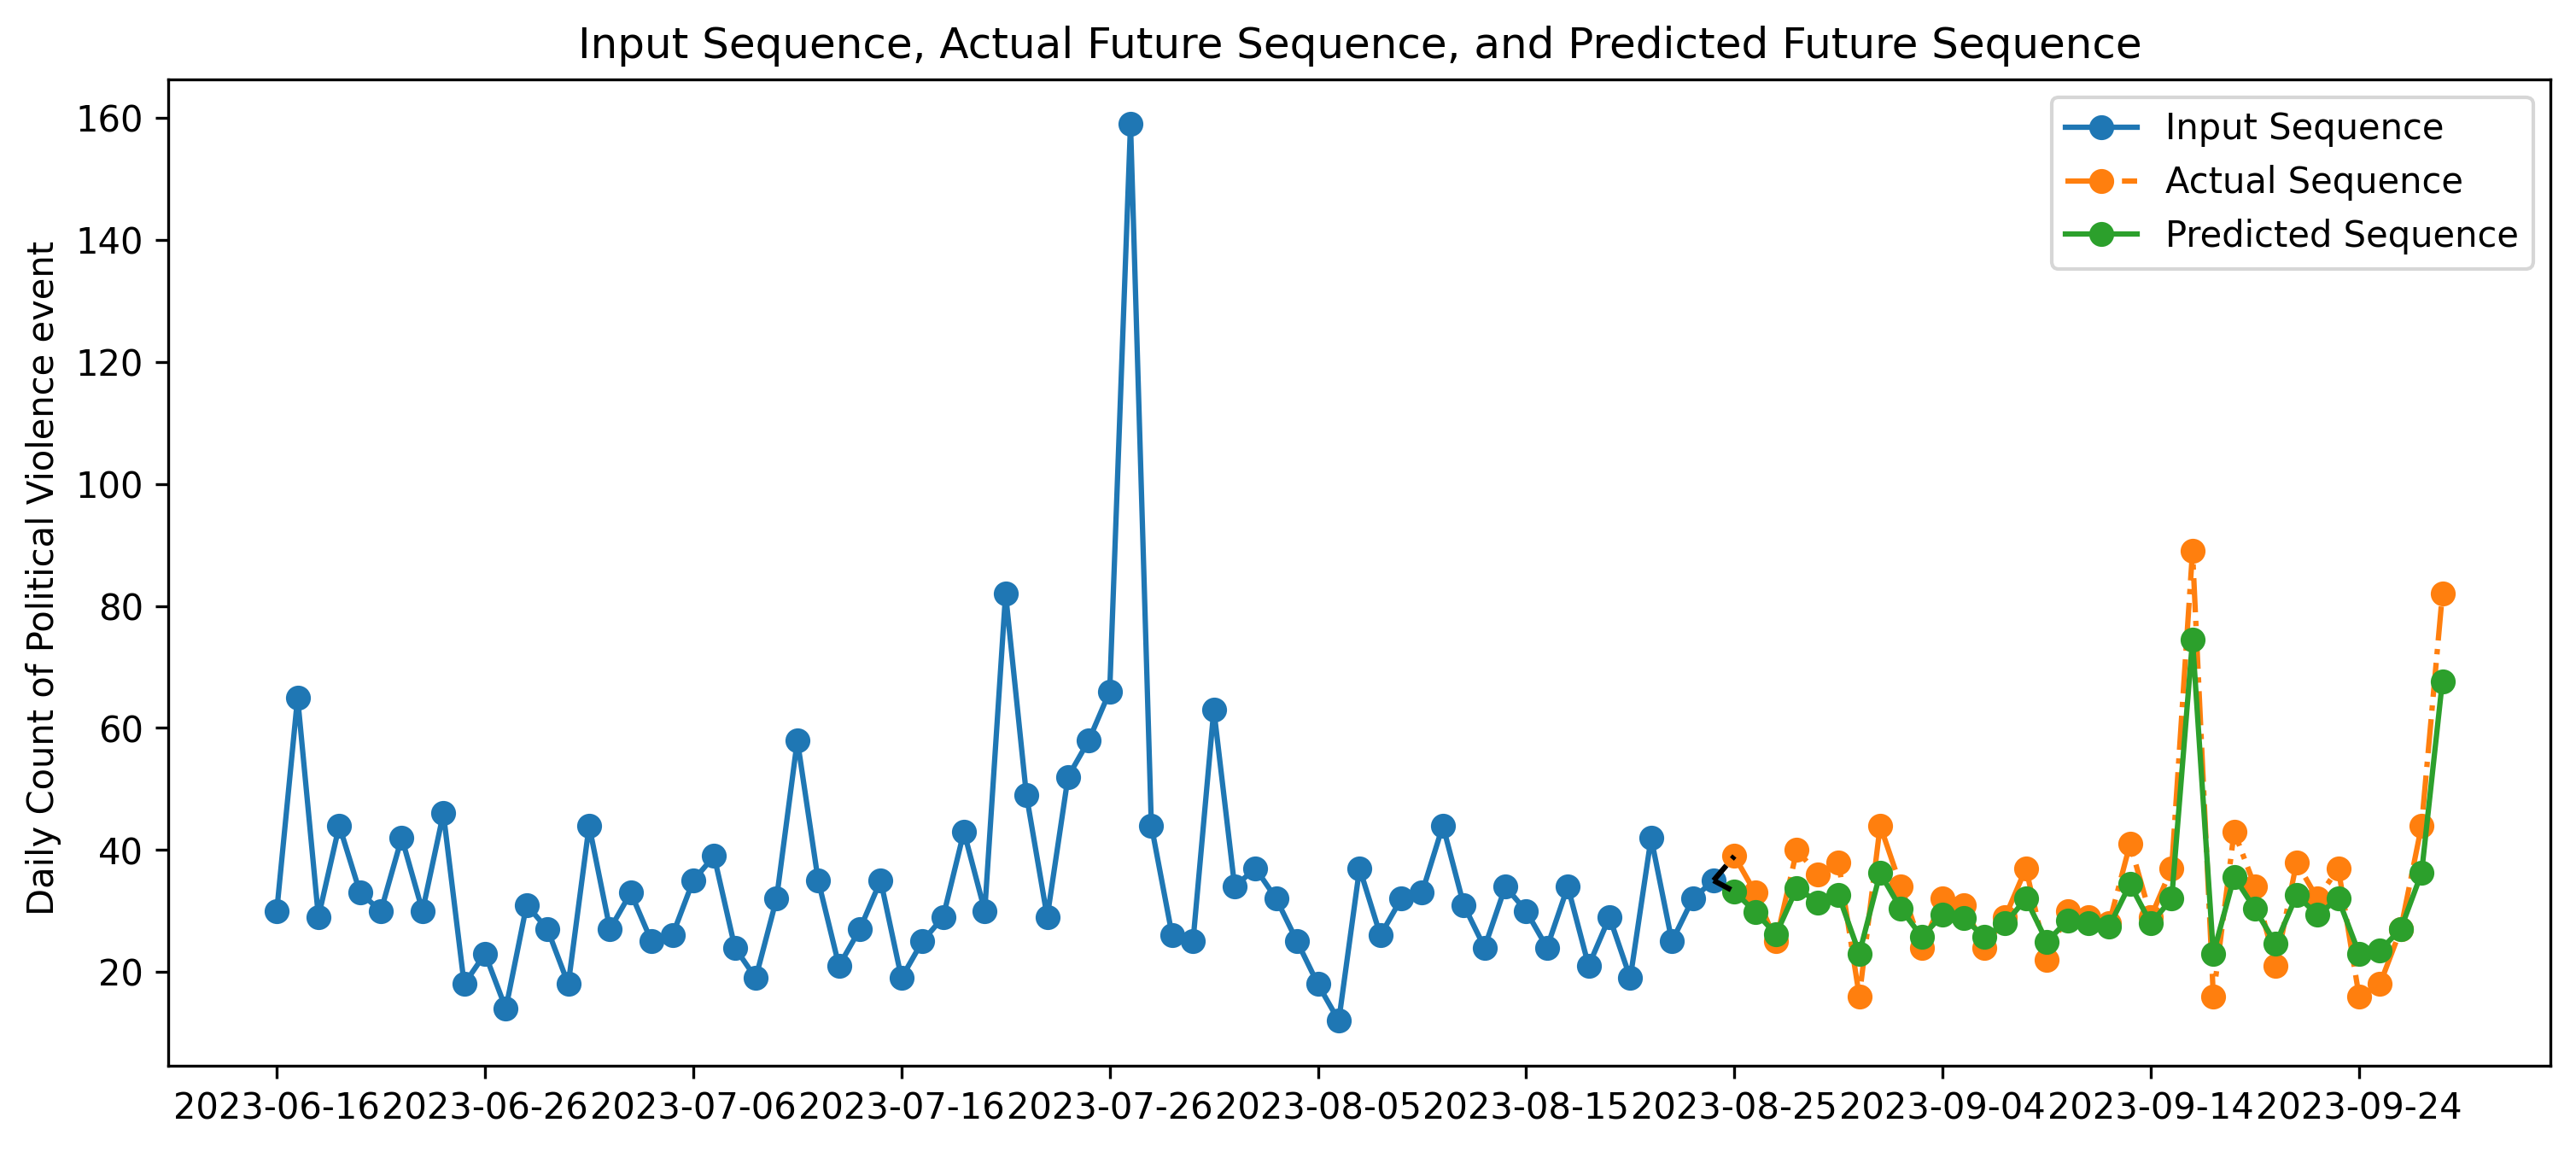 Input Sequence, Actual Future Sequence, and Predicted Future Sequence
Daily Count of Political Violence event
160
140
120
100
80
60
40
20
Input Sequence
Actual Sequence
Predicted Sequence
2023-06-16 2023-06-26 2023-07-06 2023-07-16 2023-07-26 2023-08-05 2023-08-15 2023-08-25 2023-09-04 2023-09-14 2023-09-24